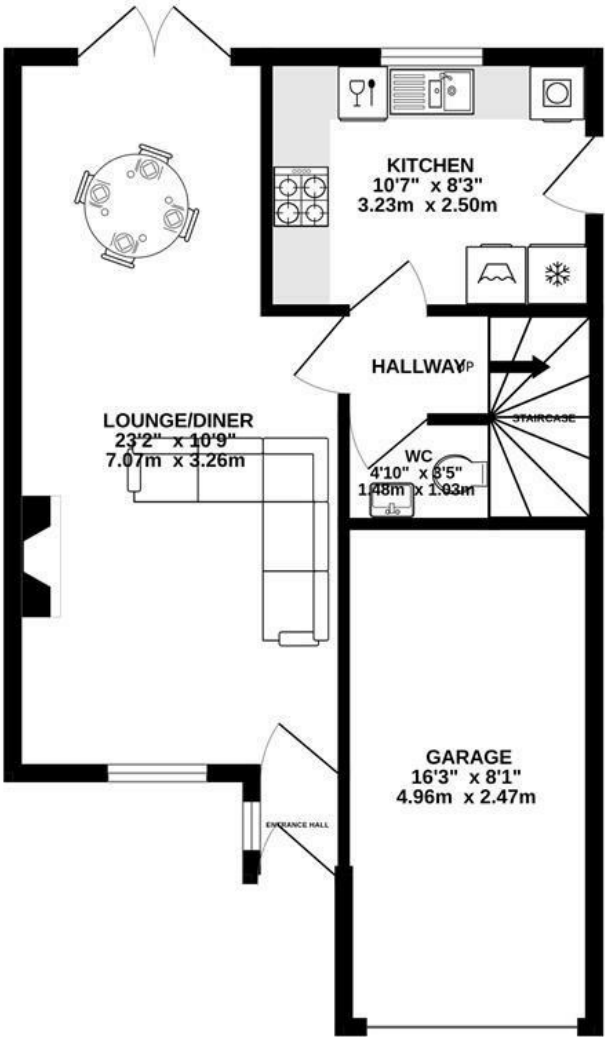 KITCHEN
10'7" x 8'3"
3.23m x 2.50m
HALLWAY
UP
STAIRCASE
LOUNGE/DINER
23'2" x 10'9"
7.07m x 3.26m
WC
4'10" x 3'5"
1.48m x 1.03m
GARAGE
16'3" x 8'1"
4.96m x 2.47m
ENTRANCE HALL